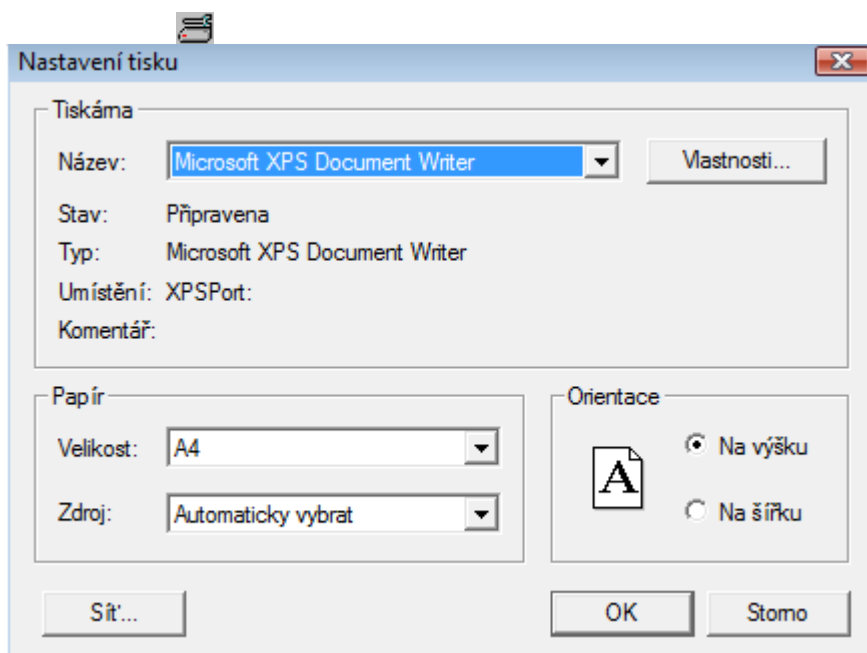 Nastavení tisku
Tiskárna
Název: Microsoft XPS Document Writer Vlastnosti...
Stav: Připravena
Typ: Microsoft XPS Document Writer
Umístění: XPSPort:
Komentář:
Papír
Velikost: A4
Zdroj: Automaticky vybrat
Orientace
A
Na výšku
Na šířku
Síť... OK Storno